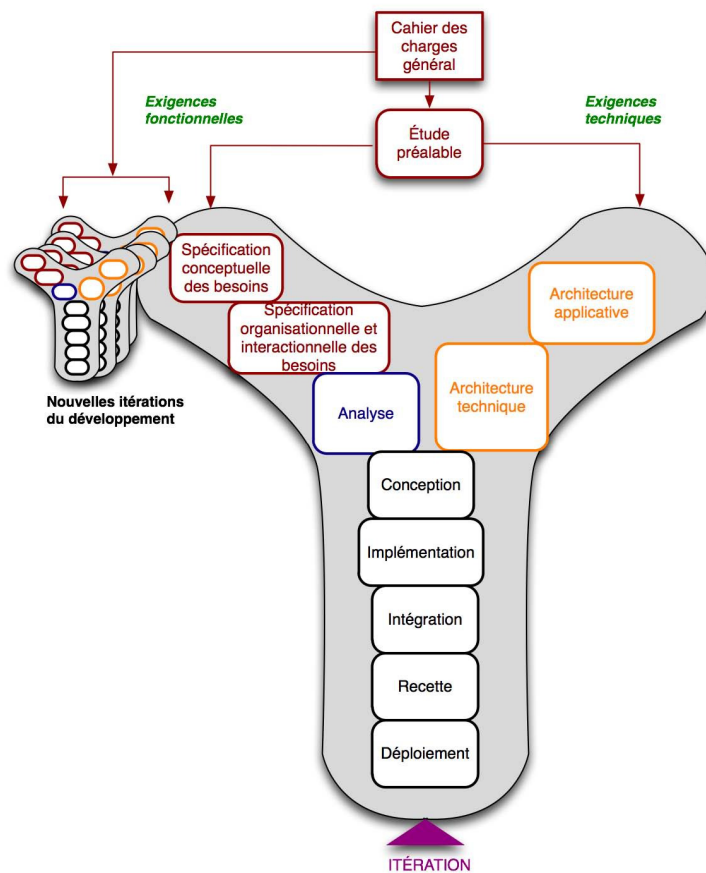 Cahier des
charges
général
Exigences
fonctionnelles
Exigences
techniques
Étude
préalable
Spécification
conceptuelle
des besoins
Spécification
organisationnelle et
interactionnelle des
besoins
Architecture
applicative
Architecture
technique
Analyse
Nouvelles itérations
du développement
Conception
Implémentation
Intégration
Recette
Déploiement
ITÉRATION